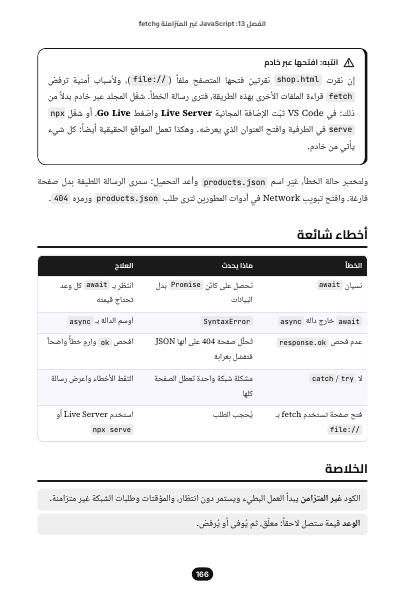 الفصل 13: JavaScript غير المتزامنة وfetch
انتبه: افتحها عبر خادم
إن نقرت shop.html نقرتين فتحها المتصفح ملفاً (file://)، ولأسباب أمنية ترفض
fetch قراءة الملفات الأخرى بهذه الطريقة، فترى رسالة الخطأ. شغّل المجلد عبر خادم بدلاً من
ذلك: في VS Code ثبّت الإضافة المجانية Live Server واضغط Go Live، أو شغّل npx
serve في الطرفية وافتح العنوان الذي يعرضه. وهكذا تعمل المواقع الحقيقية أيضاً: كل شيء
يأتي من خادم.
ولتختبر حالة الخطأ، غيّر اسم products.json وأعد التحميل: سترى الرسالة اللطيفة بدل صفحة
فارغة. وافتح تبويب Network في أدوات المطورين لترى طلب products.json ورمزه 404.
أخطاء شائعة
الخطأ ماذا يحدث العلاج
نسيان await تحصل على كائن Promise بدل انتظر بـ await كل وعد
البيانات تحتاج قيمته
await خارج دالة async SyntaxError اوسم الدالة بـ async
عدم فحص response.ok تُحلَّل صفحة 404 على أنها JSON افحص ok وارمِ خطأ واضحاً
فتفشل بغرابة
لا try / catch مشكلة شبكة واحدة تعطل الصفحة التقط الأخطاء واعرض رسالة
كلها
فتح صفحة تستخدم fetch بـ يُحجب الطلب استخدم Live Server أو
file:// npx serve
الخلاصة
الكود غير المتزامن يبدأ العمل البطيء ويستمر دون انتظار، والمؤقتات وطلبات الشبكة غير متزامنة.
الوعد قيمة ستصل لاحقاً: معلّق، ثم يُوفى أو يُرفض.
166